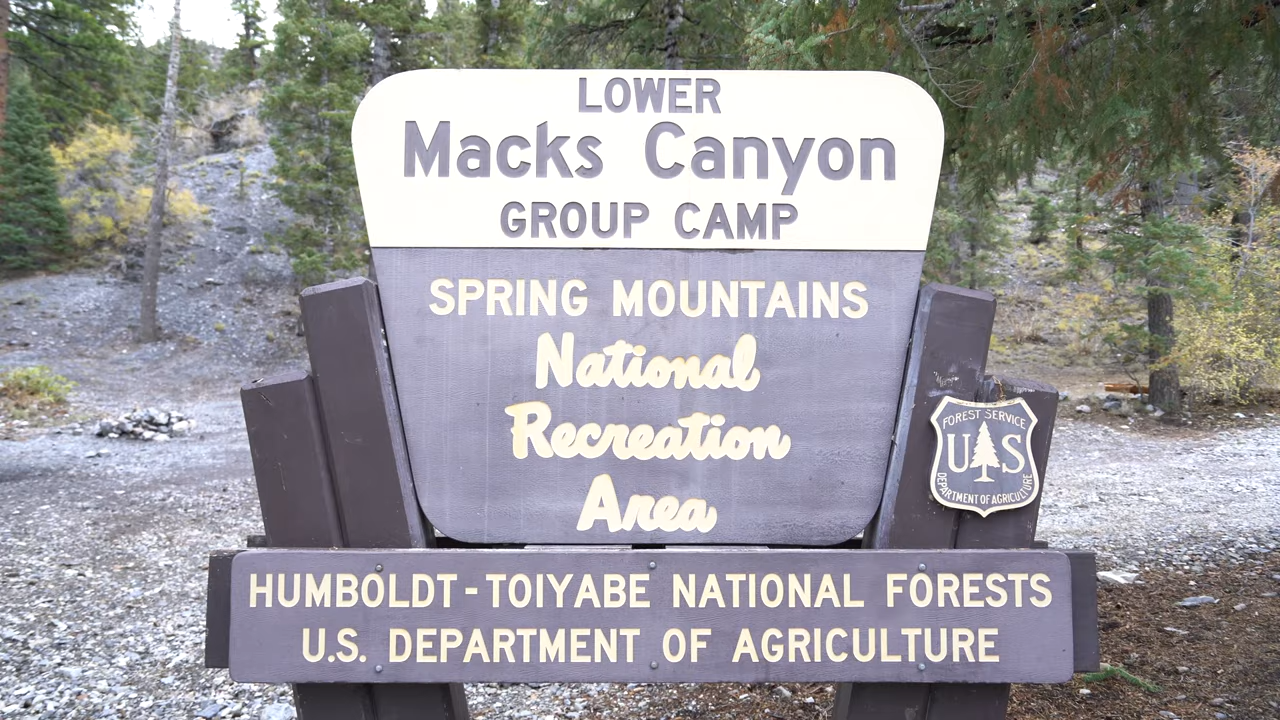 LOWER
Macks Canyon
GROUP CAMP
SPRING MOUNTAINS
National
Recreation
Area
FOREST SERVICE
U S
DEPARTMENT OF AGRICULTURE
HUMBOLDT-TOIYABE NATIONAL FORESTS
U.S. DEPARTMENT OF AGRICULTURE